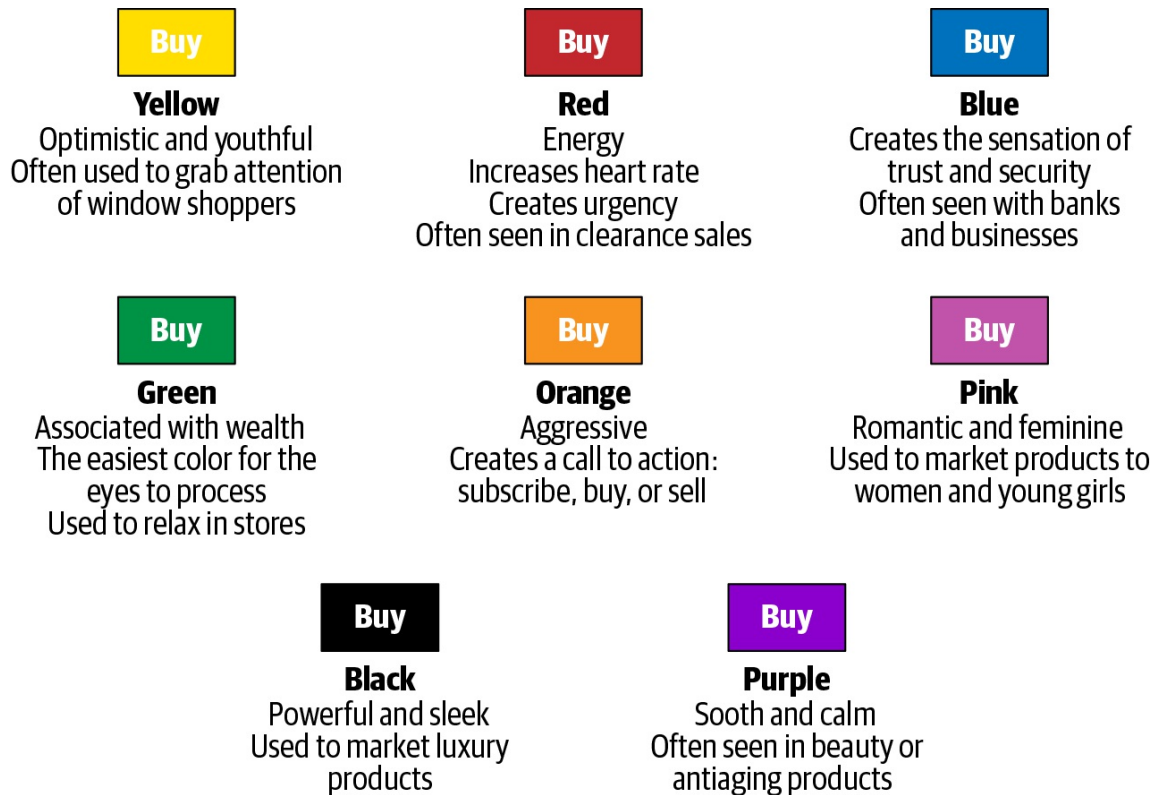 Buy
Yellow
Optimistic and youthful
Often used to grab attention
of window shoppers
Buy
Red
Energy
Increases heart rate
Creates urgency
Often seen in clearance sales
Buy
Blue
Creates the sensation of
trust and security
Often seen with banks
and businesses
Buy
Green
Associated with wealth
The easiest color for the
eyes to process
Used to relax in stores
Buy
Orange
Aggressive
Creates a call to action:
subscribe, buy, or sell
Buy
Pink
Romantic and feminine
Used to market products to
women and young girls
Buy
Black
Powerful and sleek
Used to market luxury
products
Buy
Purple
Sooth and calm
Often seen in beauty or
antiaging products